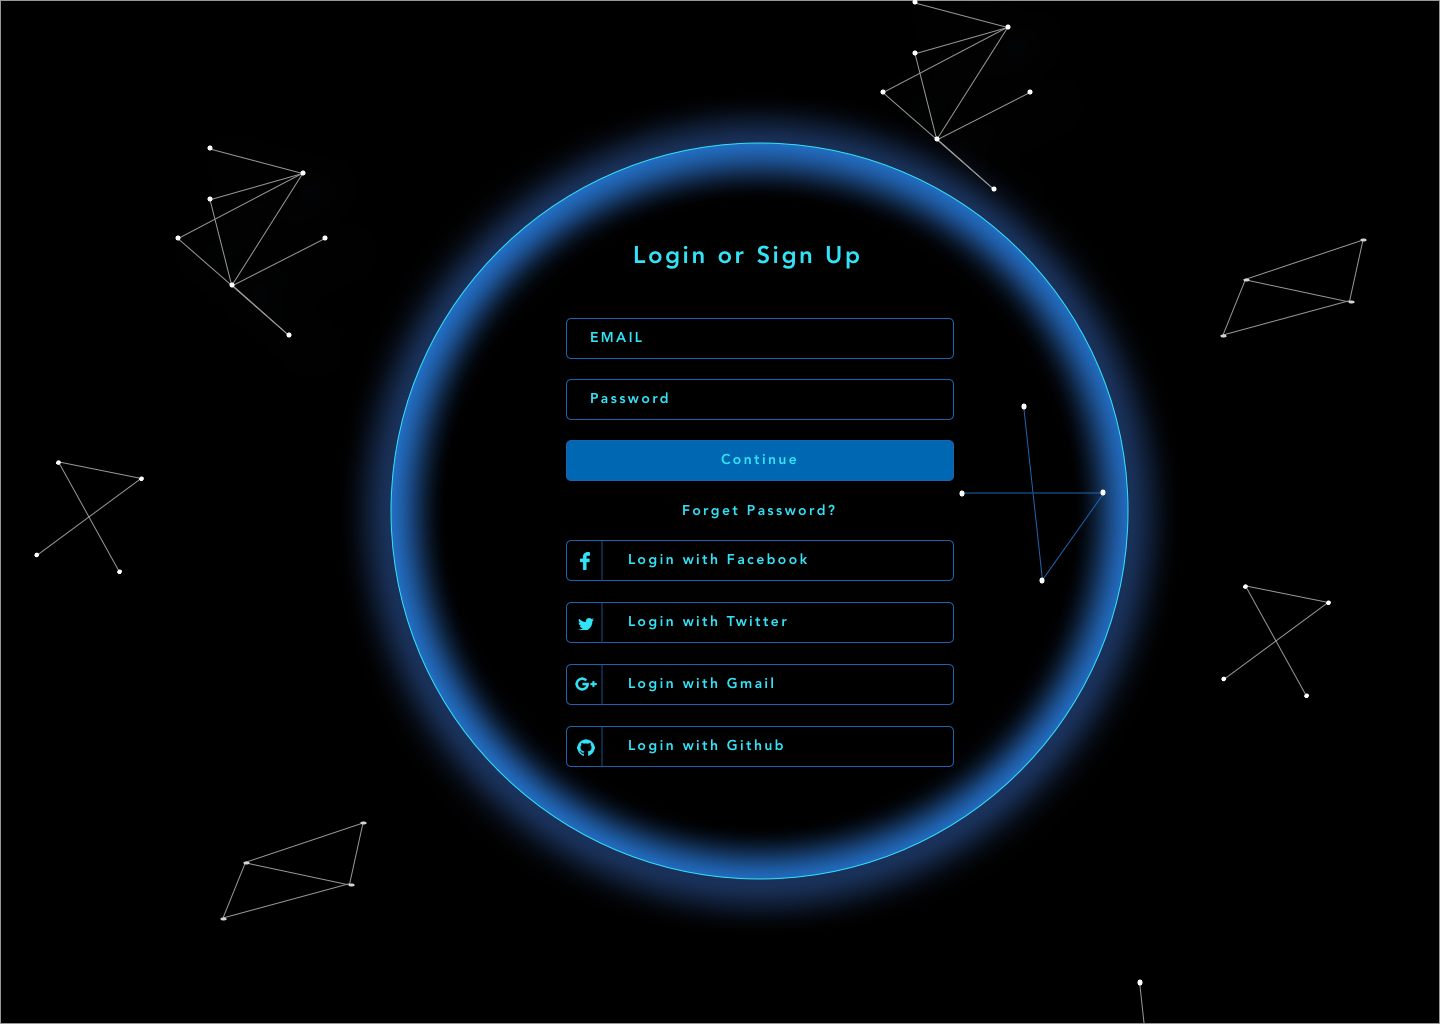 Login or Sign Up
EMAIL
Password
Continue
Forget Password?
Login with Facebook
Login with Twitter
G+ Login with Gmail
Login with Github